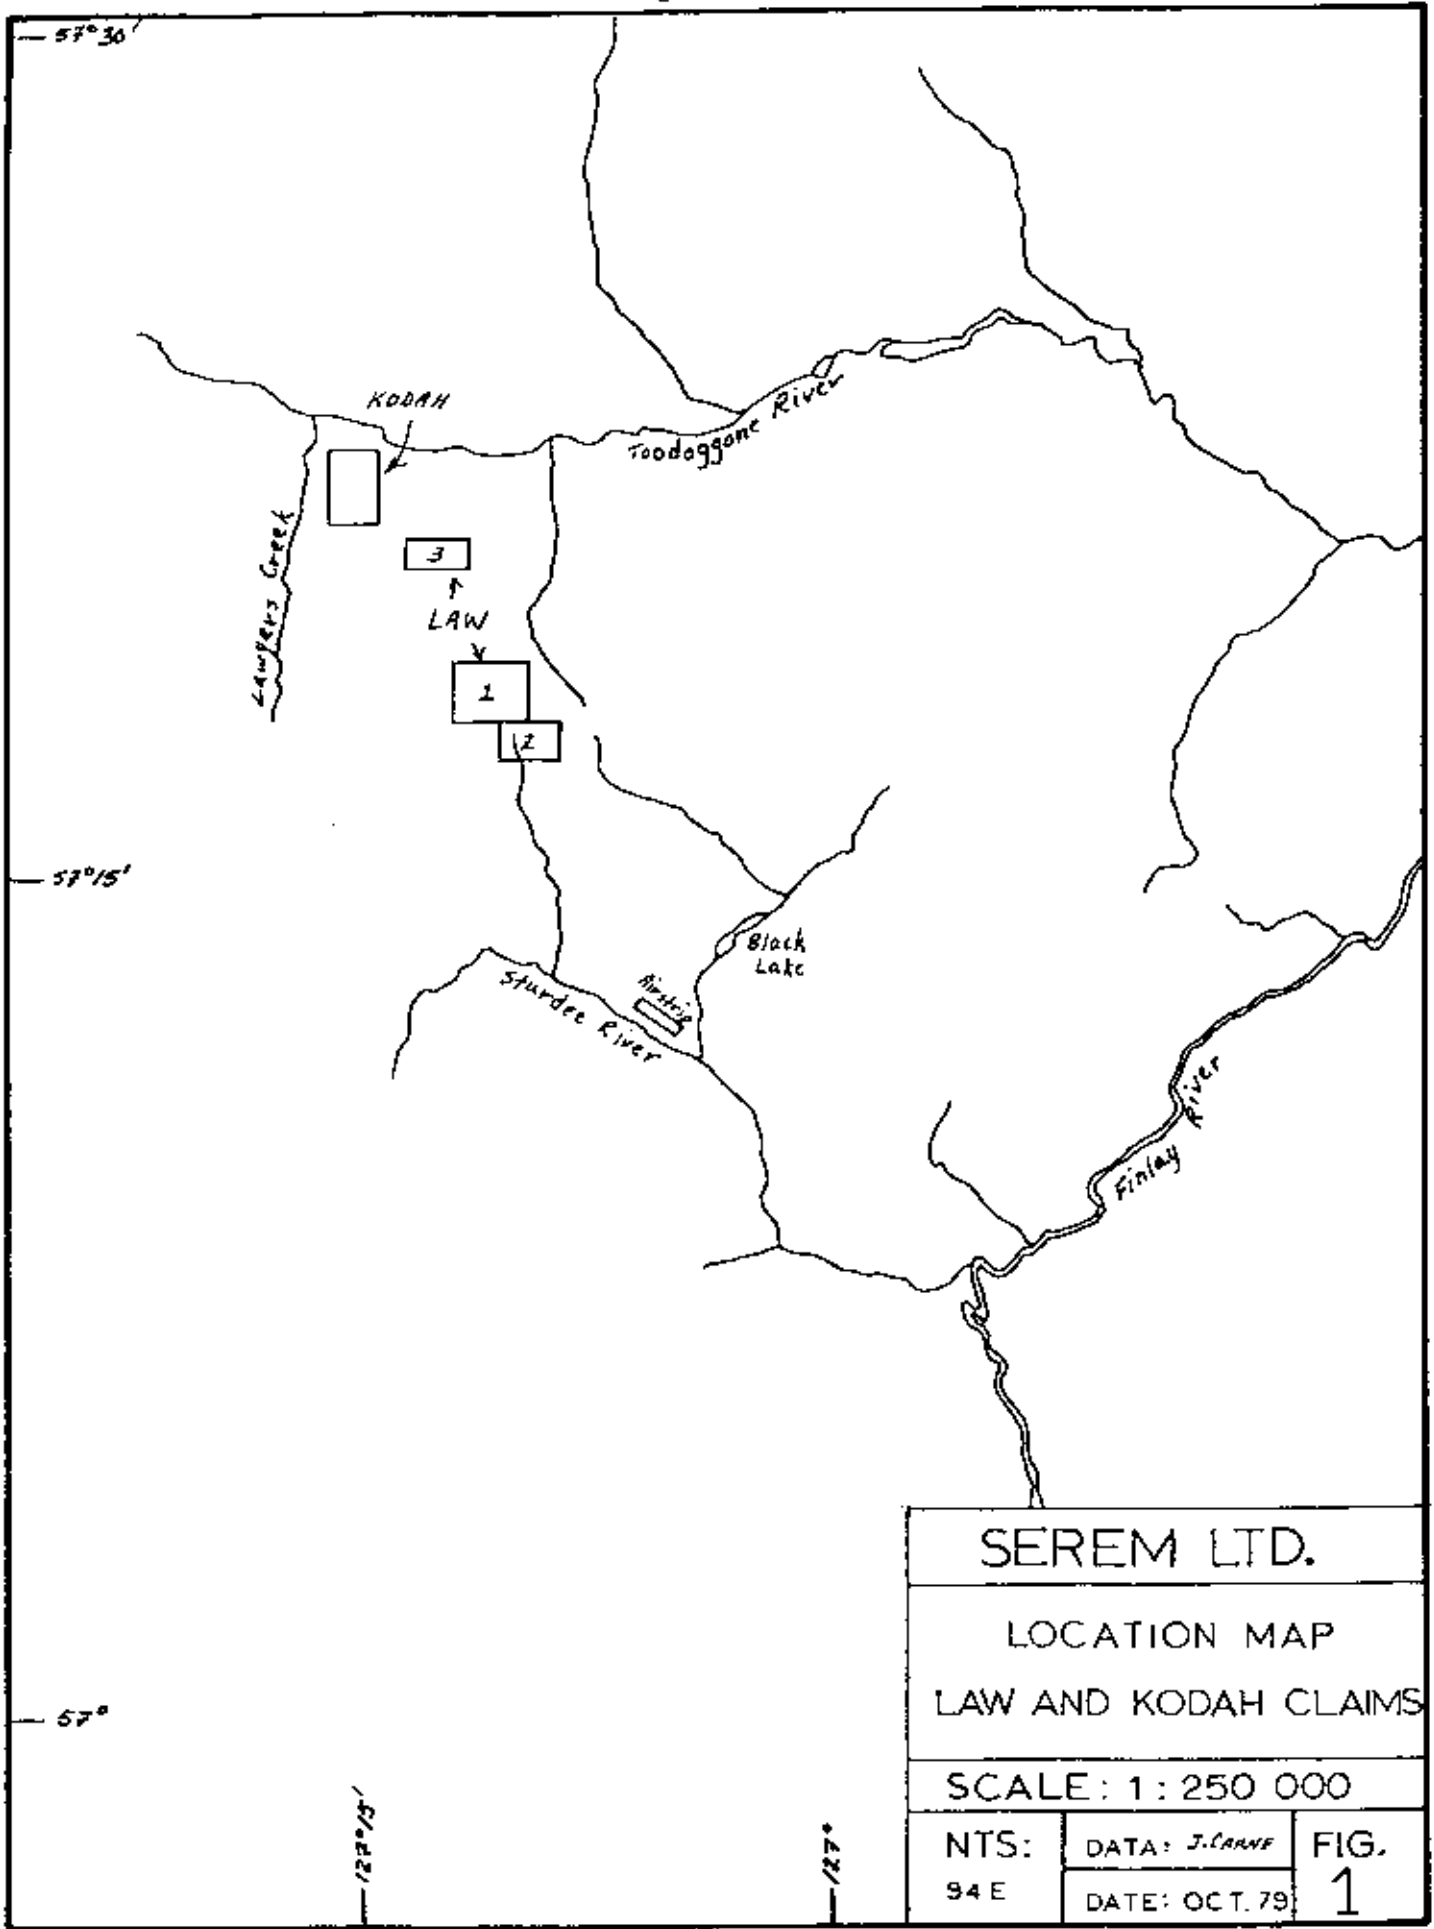 57°30'
KODAH
Toodoggone River
Lawyers Creek
3
LAW
1
2
57°15'
Black
Lake
Airstrip
Sturdee River
Finlay River
57°
127°15'
127°
SEREM LTD.
LOCATION MAP
LAW AND KODAH CLAIMS
SCALE: 1 : 250 000
NTS:
94 E
DATA: J. CARNE
DATE: OCT. 79
FIG.
1